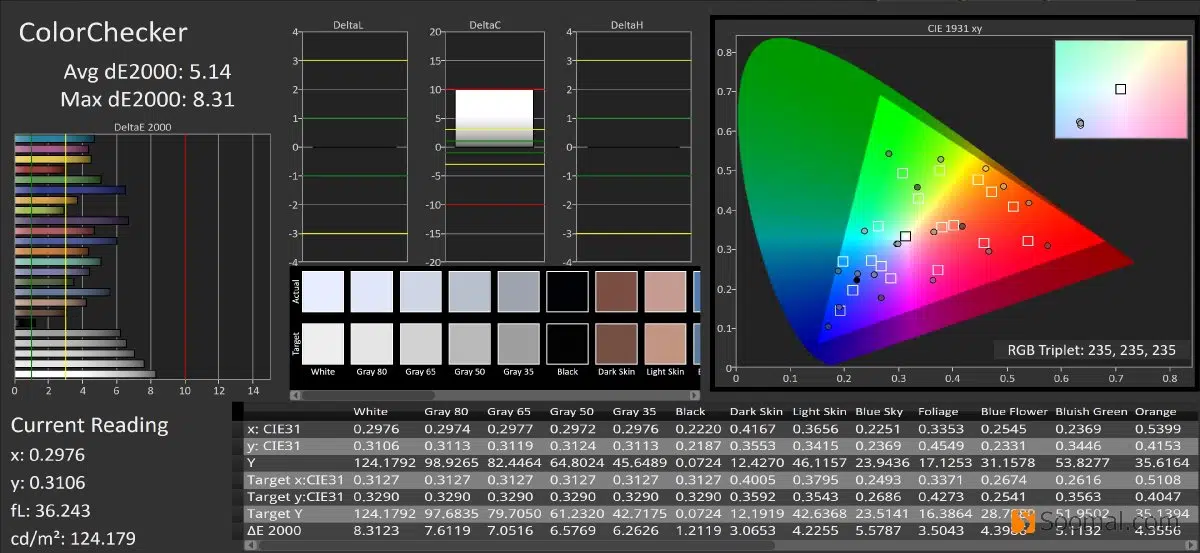 ColorChecker
Avg dE2000: 5.14
Max dE2000: 8.31
DeltaE 2000
0 2 4 6 8 10 12 14
DeltaL
4
3
2
1
0
-1
-2
-3
-4
DeltaC
20
15
10
5
0
-5
-10
-15
-20
DeltaH
4
3
2
1
0
-1
-2
-3
-4
Actual
Target
White Gray 80 Gray 65 Gray 50 Gray 35 Black Dark Skin Light Skin
CIE 1931 xy
0.8
0.7
0.6
0.5
0.4
0.3
0.2
0.1
0
0 0.1 0.2 0.3 0.4 0.5 0.6 0.7 0.8
RGB Triplet: 235, 235, 235
Current Reading
x: 0.2976
y: 0.3106
fL: 36.243
cd/m²: 124.179
White Gray 80 Gray 65 Gray 50 Gray 35 Black Dark Skin Light Skin Blue Sky Foliage Blue Flower Bluish Green Orange
x: CIE31 0.2976 0.2974 0.2977 0.2972 0.2976 0.2220 0.4167 0.3656 0.2251 0.3353 0.2545 0.2369 0.5399
y: CIE31 0.3106 0.3113 0.3119 0.3124 0.3113 0.2187 0.3553 0.3415 0.2369 0.4549 0.2331 0.3446 0.4153
Y 124.1792 98.9265 82.4464 64.8024 45.6489 0.0724 12.4270 46.1157 23.9436 17.1253 31.1578 53.8277 35.6164
Target x:CIE31 0.3127 0.3127 0.3127 0.3127 0.3127 0.3127 0.4005 0.3795 0.2493 0.3371 0.2674 0.2616 0.5108
Target y:CIE31 0.3290 0.3290 0.3290 0.3290 0.3290 0.3290 0.3592 0.3543 0.2686 0.4273 0.2541 0.3563 0.4047
Target Y 124.1792 97.6835 79.7050 61.2320 42.7175 0.0724 12.1919 42.6368 23.5141 16.3864 51.9502 35.1394
ΔE 2000 8.3123 7.6119 7.0516 6.5769 6.2626 1.2119 3.0653 4.2255 5.5787 3.5043 5.1132 4.3556
Soomal.com